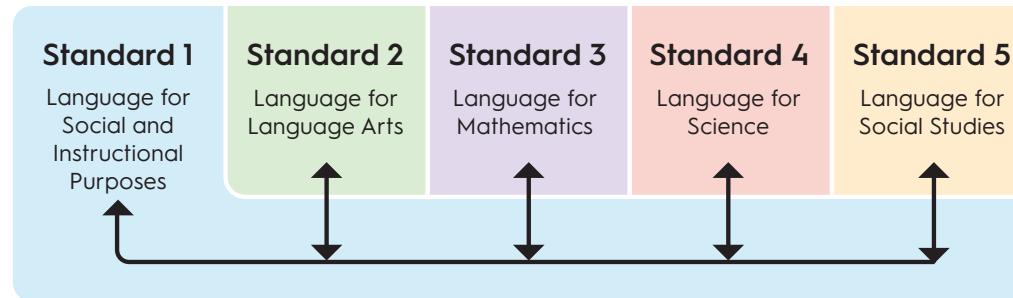 Standard 1
Language for
Social and
Instructional
Purposes
Standard 2
Language for
Language Arts
Standard 3
Language for
Mathematics
Standard 4
Language for
Science
Standard 5
Language for
Social Studies